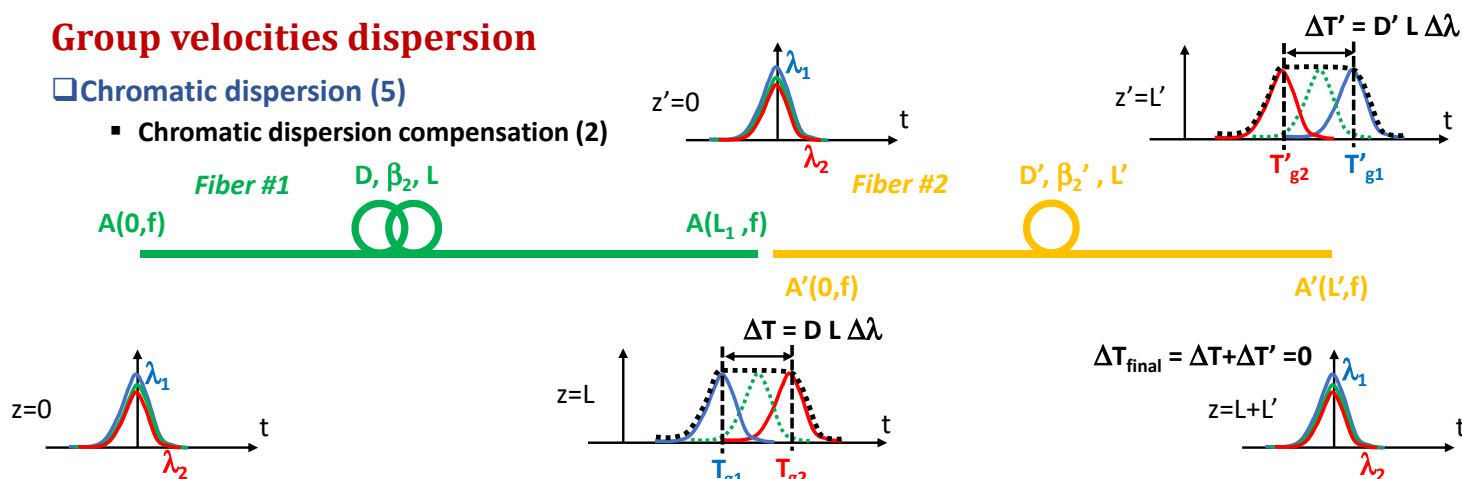 Group velocities dispersion
❑Chromatic dispersion (5)
▪ Chromatic dispersion compensation (2)
z'=0
λ1
λ2
t
ΔT' = D' L Δλ
z'=L'
t
T'g2
T'g1
Fiber #1
D, β2, L
Fiber #2
D', β2' , L'
A(0,f)
A(L1 ,f)
A'(0,f)
A'(L',f)
z=0
λ1
λ2
t
ΔT = D L Δλ
z=L
t
Tg1
Tg2
ΔTfinal = ΔT+ΔT' =0
z=L+L'
λ1
λ2
t